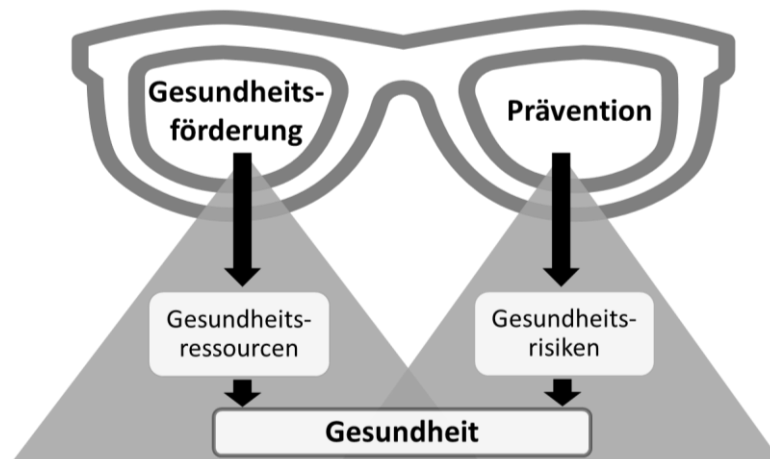 Gesundheits-
förderung
Prävention
Gesundheits-
ressourcen
Gesundheits-
risiken
Gesundheit